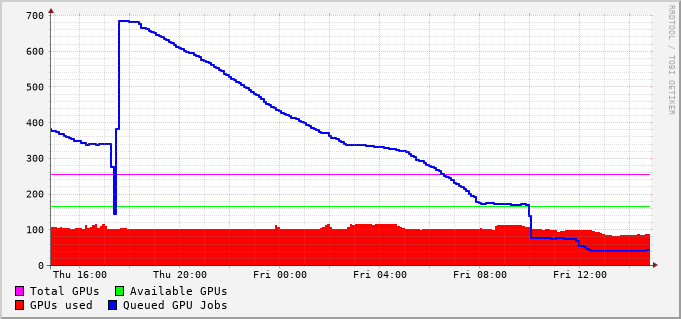 700
600
500
400
300
200
100
0
Thu 16:00 Thu 20:00 Fri 00:00 Fri 04:00 Fri 08:00 Fri 12:00
Total GPUs Available GPUs
GPUs used Queued GPU Jobs
RRDTOOL / TOBI OETIKER